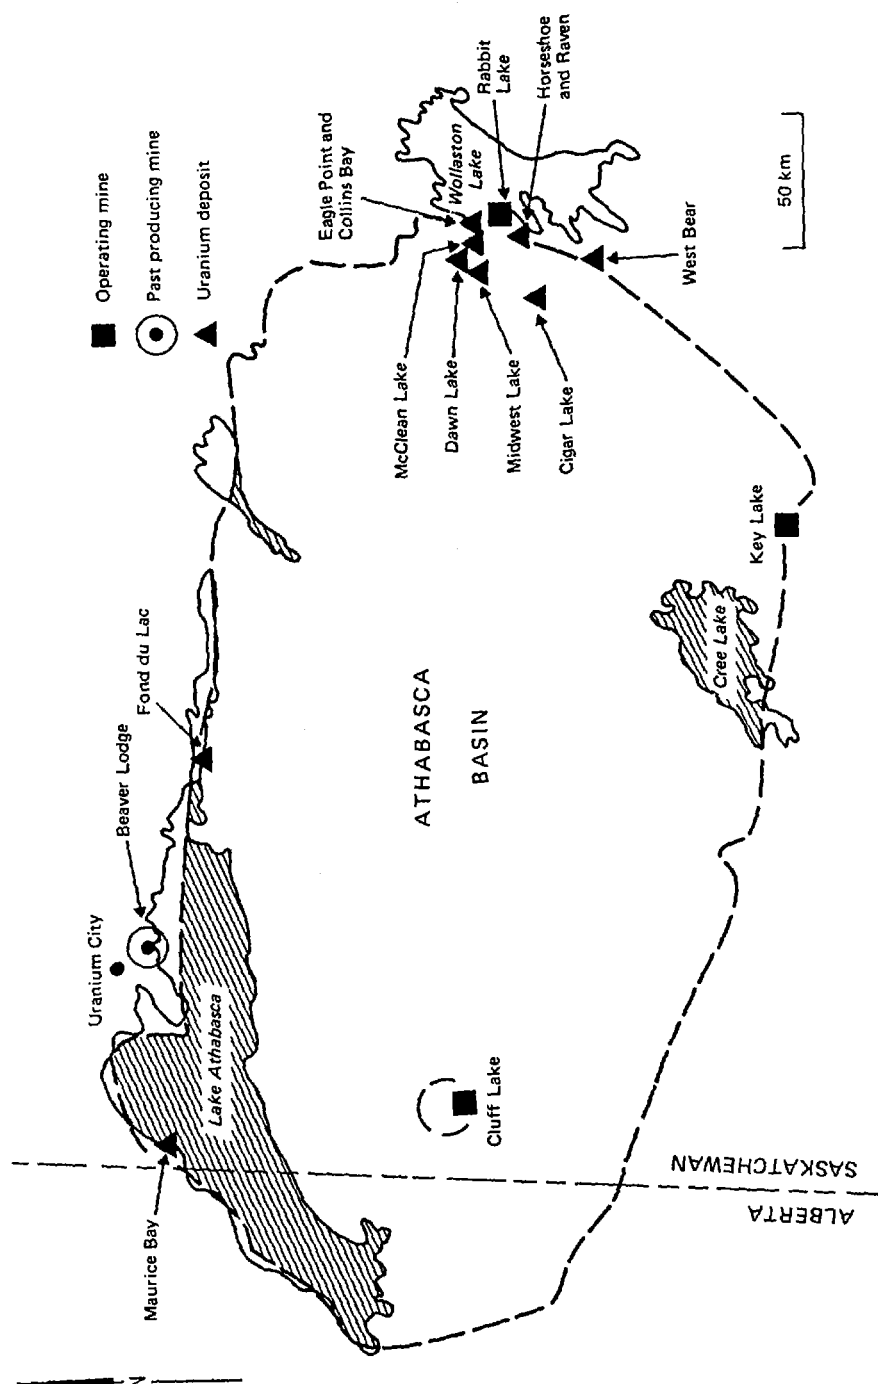 Operating mine
Past producing mine
Uranium deposit
Uranium City
Beaver Lodge
Fond du Lac
Maurice Bay
Lake Athabasca
Eagle Point and
Collins Bay
Wollaston
Lake
Rabbit
Lake
Horseshoe
and Raven
McClean Lake
Dawn Lake
Midwest Lake
Cigar Lake
West Bear
ATHABASCA
BASIN
Cluff Lake
Cree Lake
Key Lake
ALBERTA
SASKATCHEWAN
50 km
N